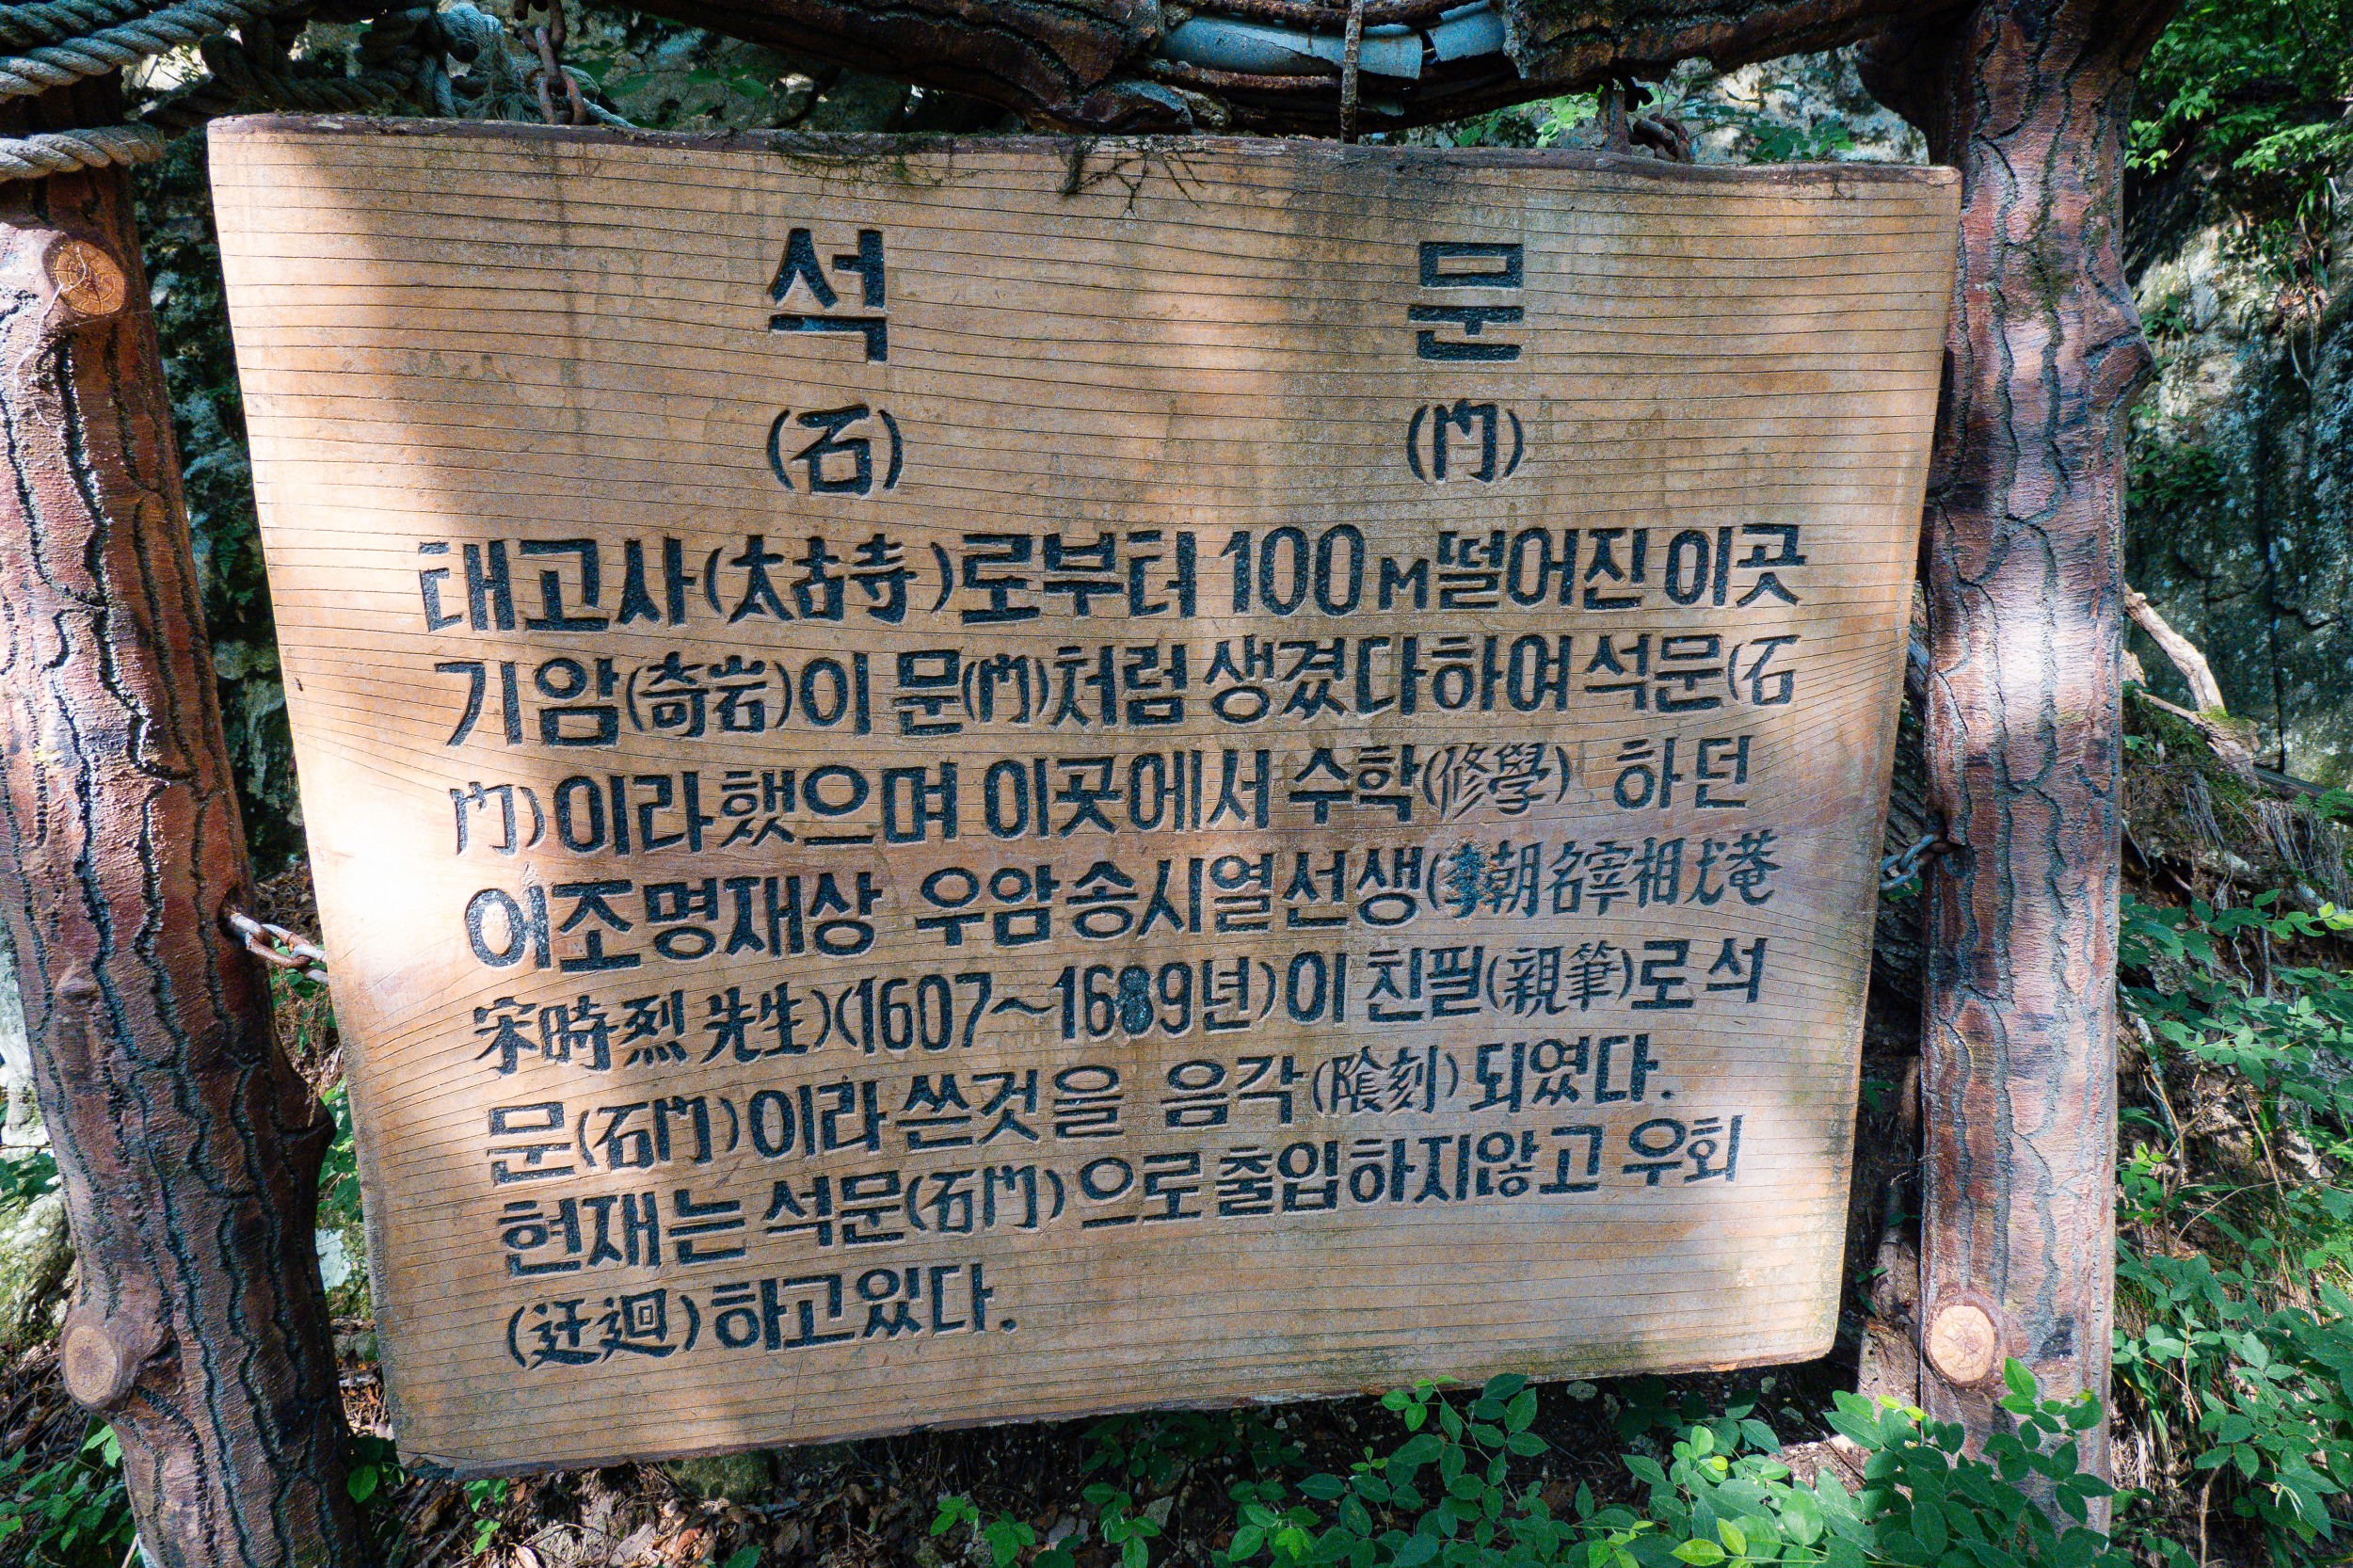 석 문
(石) (門)
태고사(太古寺)로부터 100M떨어진 이곳
기암(奇岩)이 문(門)처럼 생겼다하여 석문(石
門)이라했으며 이곳에서 수학(修學) 하던
이조명재상 우암송시열선생(李朝名宰相尤菴
宋時烈先生)(1607~1689년)이 친필(親筆)로 석
문(石門)이라쓴것을 음각(陰刻)되였다.
현재는 석문(石門)으로출입하지않고 우회
(迂廻)하고있다.